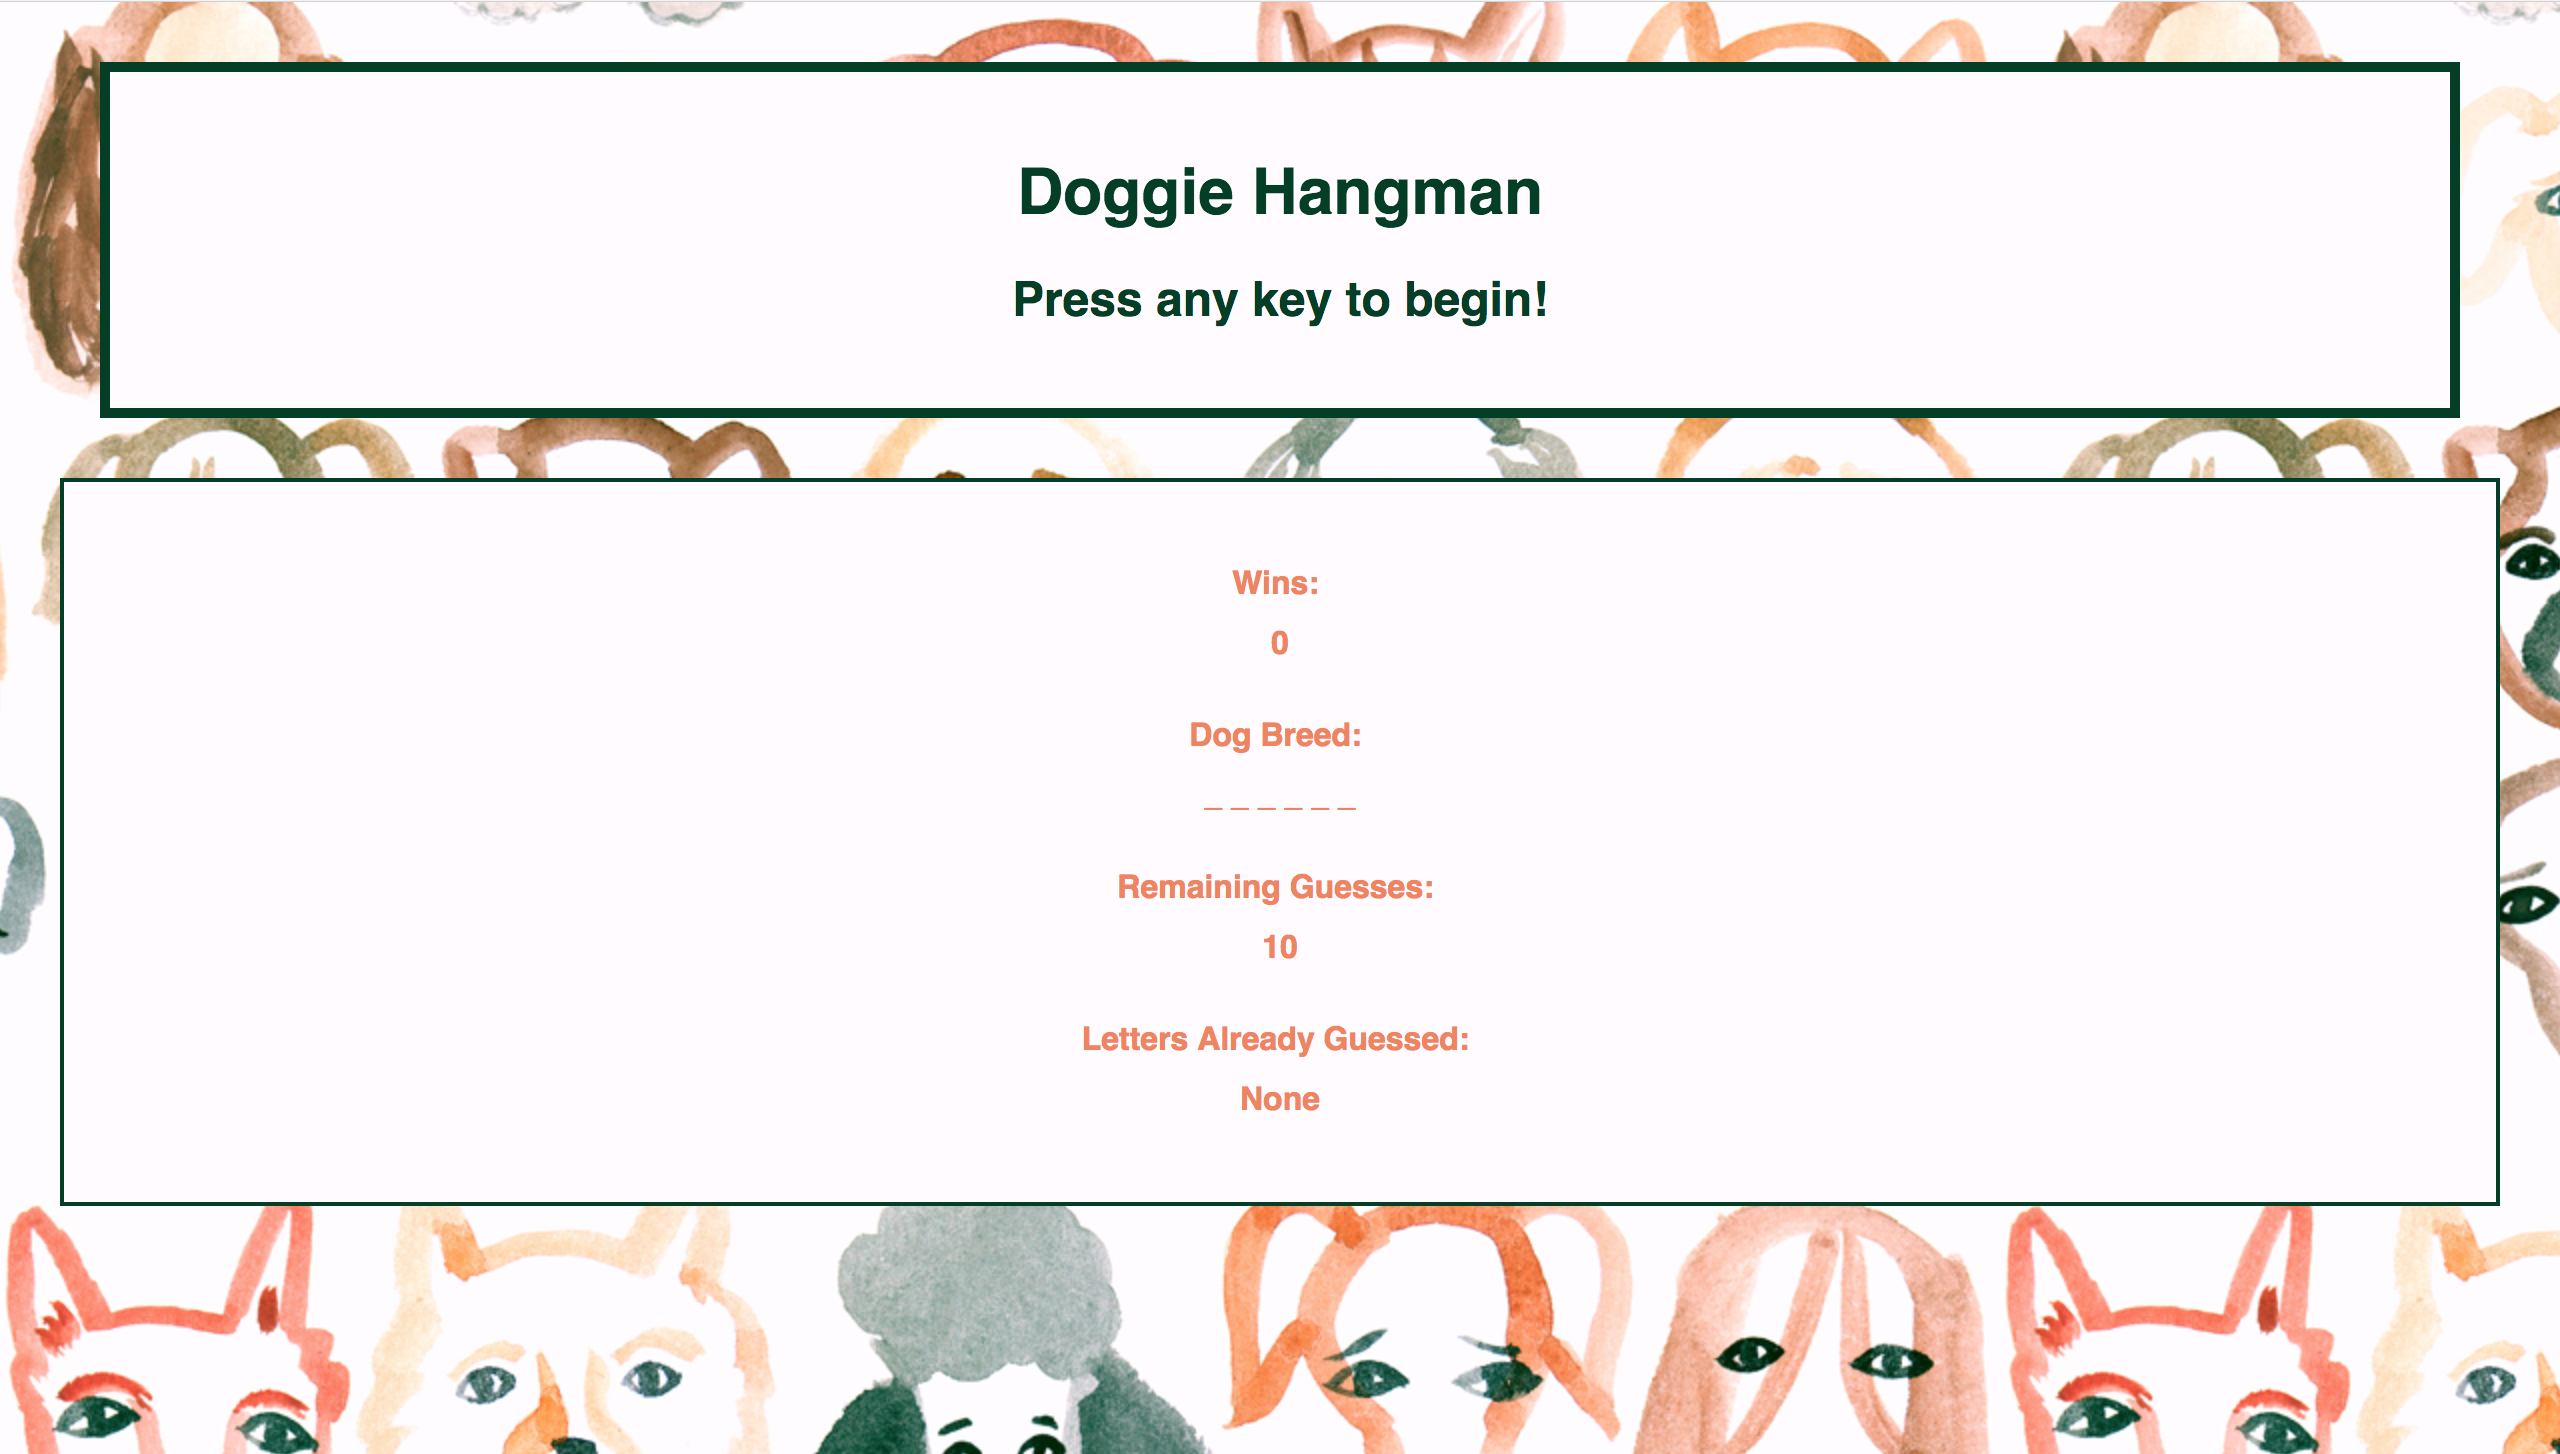 Doggie Hangman
Press any key to begin!
Wins:
0
Dog Breed:
_ _ _ _ _ _
Remaining Guesses:
10
Letters Already Guessed:
None